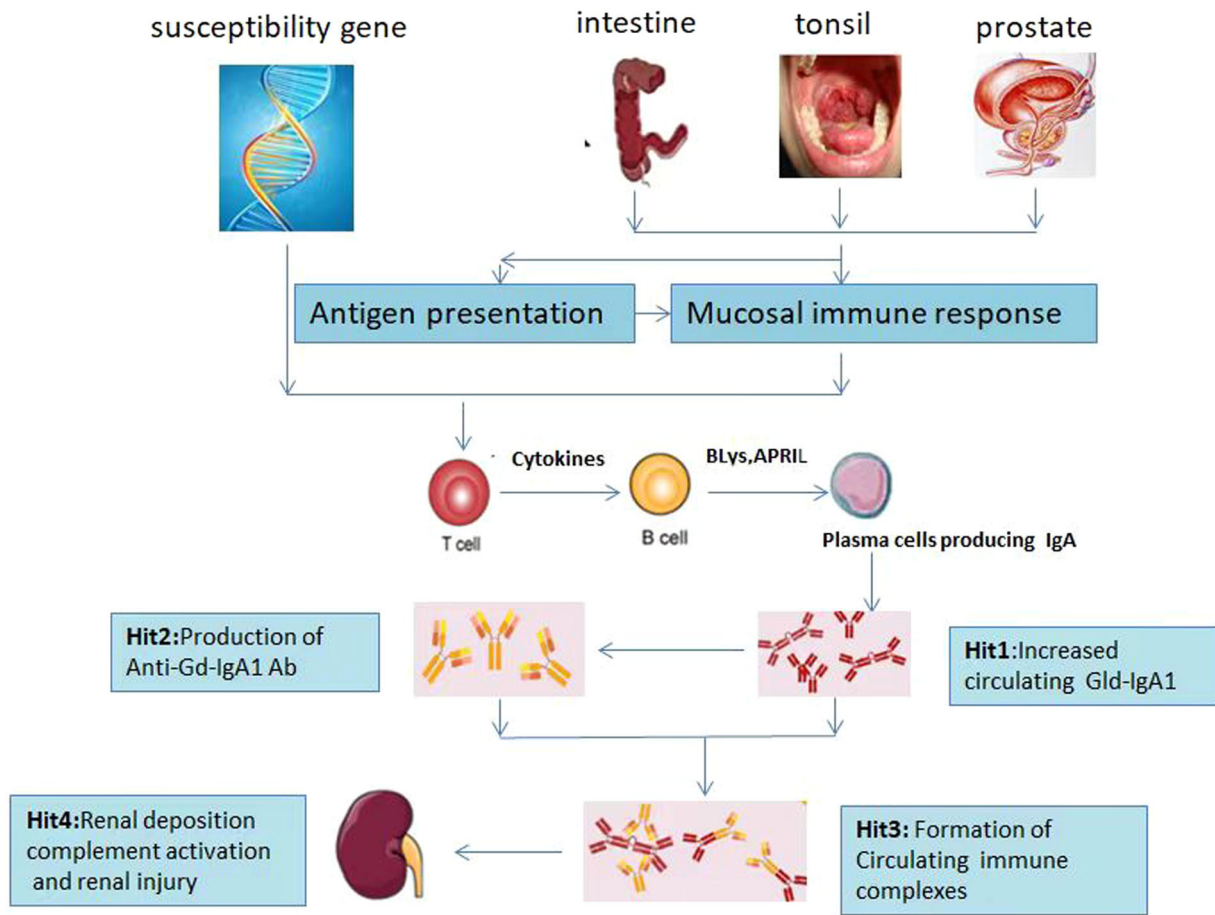 susceptibility gene
intestine
tonsil
prostate
Antigen presentation
Mucosal immune response
Cytokines
BLys,APRIL
T cell
B cell
Plasma cells producing IgA
Hit2:Production of
Anti-Gd-IgA1 Ab
Hit1:Increased
circulating Gld-IgA1
Hit4:Renal deposition
complement activation
and renal injury
Hit3: Formation of
Circulating immune
complexes